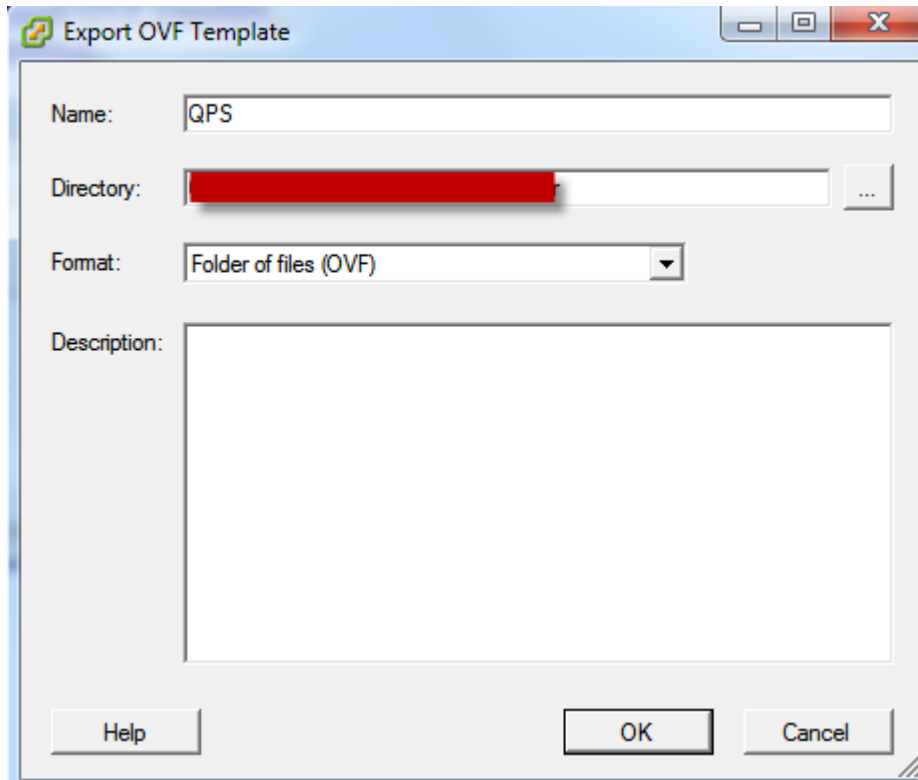 Export OVF Template
Name: QPS
Directory: ...
Format: Folder of files (OVF)
Description:
Help OK Cancel